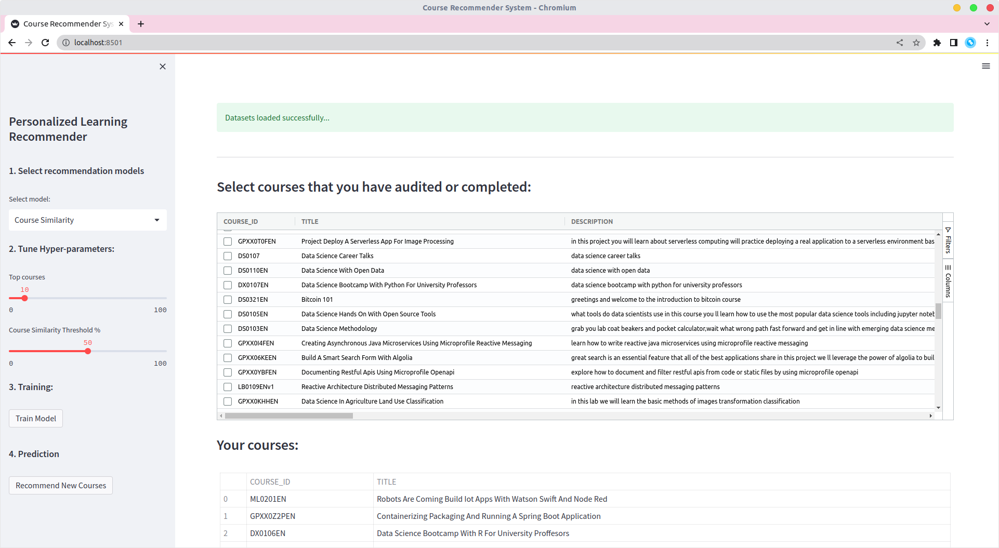 Course Recommender System - Chromium
Course Recommender Sys
localhost:8501
Personalized Learning
Recommender
1. Select recommendation models
Select model:
Course Similarity
2. Tune Hyper-parameters:
Top courses
10
0 100
Course Similarity Threshold %
50
0 100
3. Training:
Train Model
4. Prediction
Recommend New Courses
Datasets loaded successfully...
Select courses that you have audited or completed:
COURSE_ID TITLE DESCRIPTION
GPXX0T0FEN Project Deploy A Serverless App For Image Processing in this project you will learn about serverless computing will practice deploying a real application to a serverless environment bas
DS0107 Data Science Career Talks data science career talks
DS0110EN Data Science With Open Data data science with open data
DX0107EN Data Science Bootcamp With Python For University Professors data science bootcamp with python for university professors
DS0321EN Bitcoin 101 greetings and welcome to the introduction to bitcoin course
DS0105EN Data Science Hands On With Open Source Tools what tools do data scientists use in this course you ll learn how to use the most popular data science tools including jupyter noteb
DS0103EN Data Science Methodology grab you lab coat beakers and pocket calculator,wait what wrong path fast forward and get in line with emerging data science me
GPXX0I4FEN Creating Asynchronous Java Microservices Using Microprofile Reactive Messaging learn how to write reactive java microservices using microprofile reactive messaging
GPXX06KEEN Build A Smart Search Form With Algolia great search is an essential feature that all of the best applications share in this project we ll leverage the power of algolia to buil
GPXX0YBFEN Documenting Restful Apis Using Microprofile Openapi explore how to document and filter restful apis from code or static files by using microprofile openapi
LB0109ENv1 Reactive Architecture Distributed Messaging Patterns reactive architecture distributed messaging patterns
GPXX0KHHEN Data Science In Agriculture Land Use Classification in this lab we will learn the basic methods of images transformation classification
Filters
Columns
Your courses:
COURSE_ID TITLE
0 ML0201EN Robots Are Coming Build Iot Apps With Watson Swift And Node Red
1 GPXX0Z2PEN Containerizing Packaging And Running A Spring Boot Application
2 DX0106EN Data Science Bootcamp With R For University Proffesors